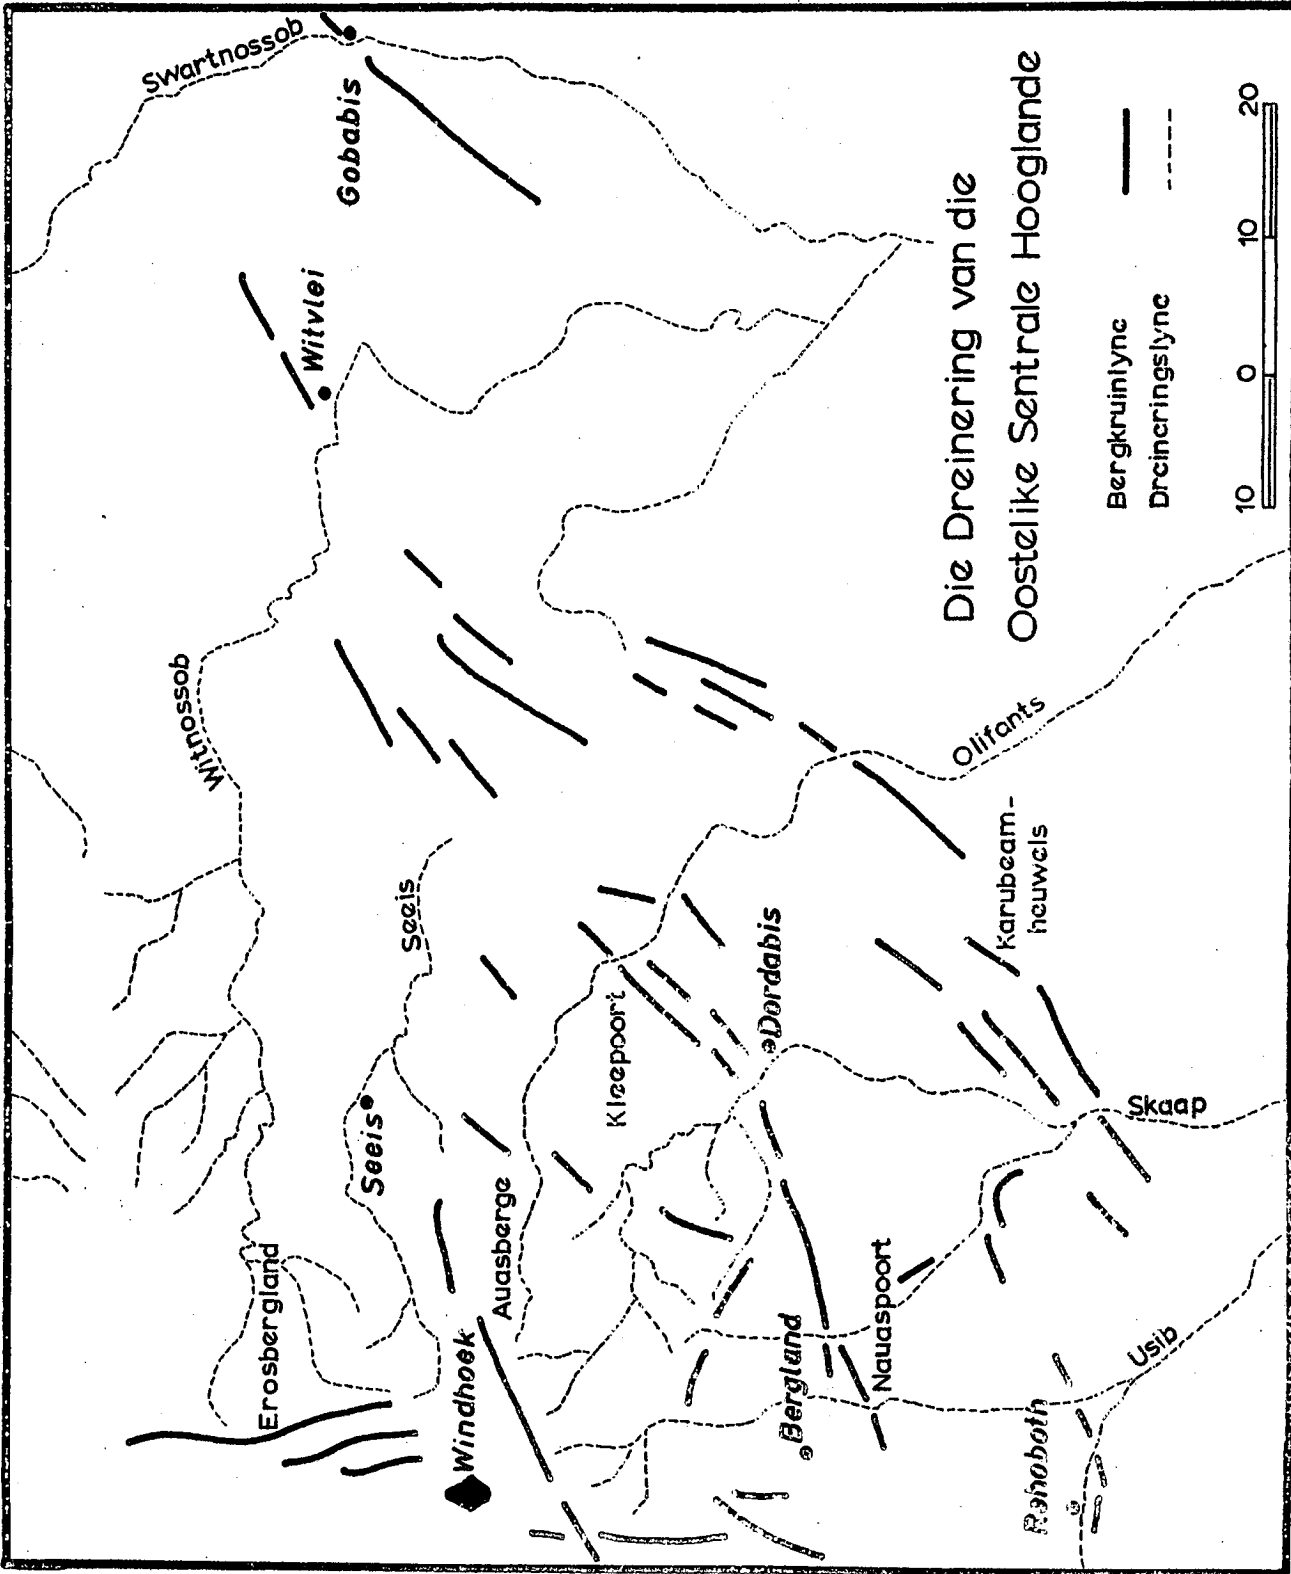 Swartnossob
Gobabis
Witvlei
Witnossob
Seeis
Seeis
Erosbergland
Windhoek
Auasberge
Kleepoort
Dordabis
Olifants
Karubeam-
heuwels
Skaap
Nauaspoort
Bergland
Usib
Rehoboth
Die Dreinering van die
Oostelike Sentrale Hooglande
Bergkruinlyne
Dreineringslyne
10 0 10 20